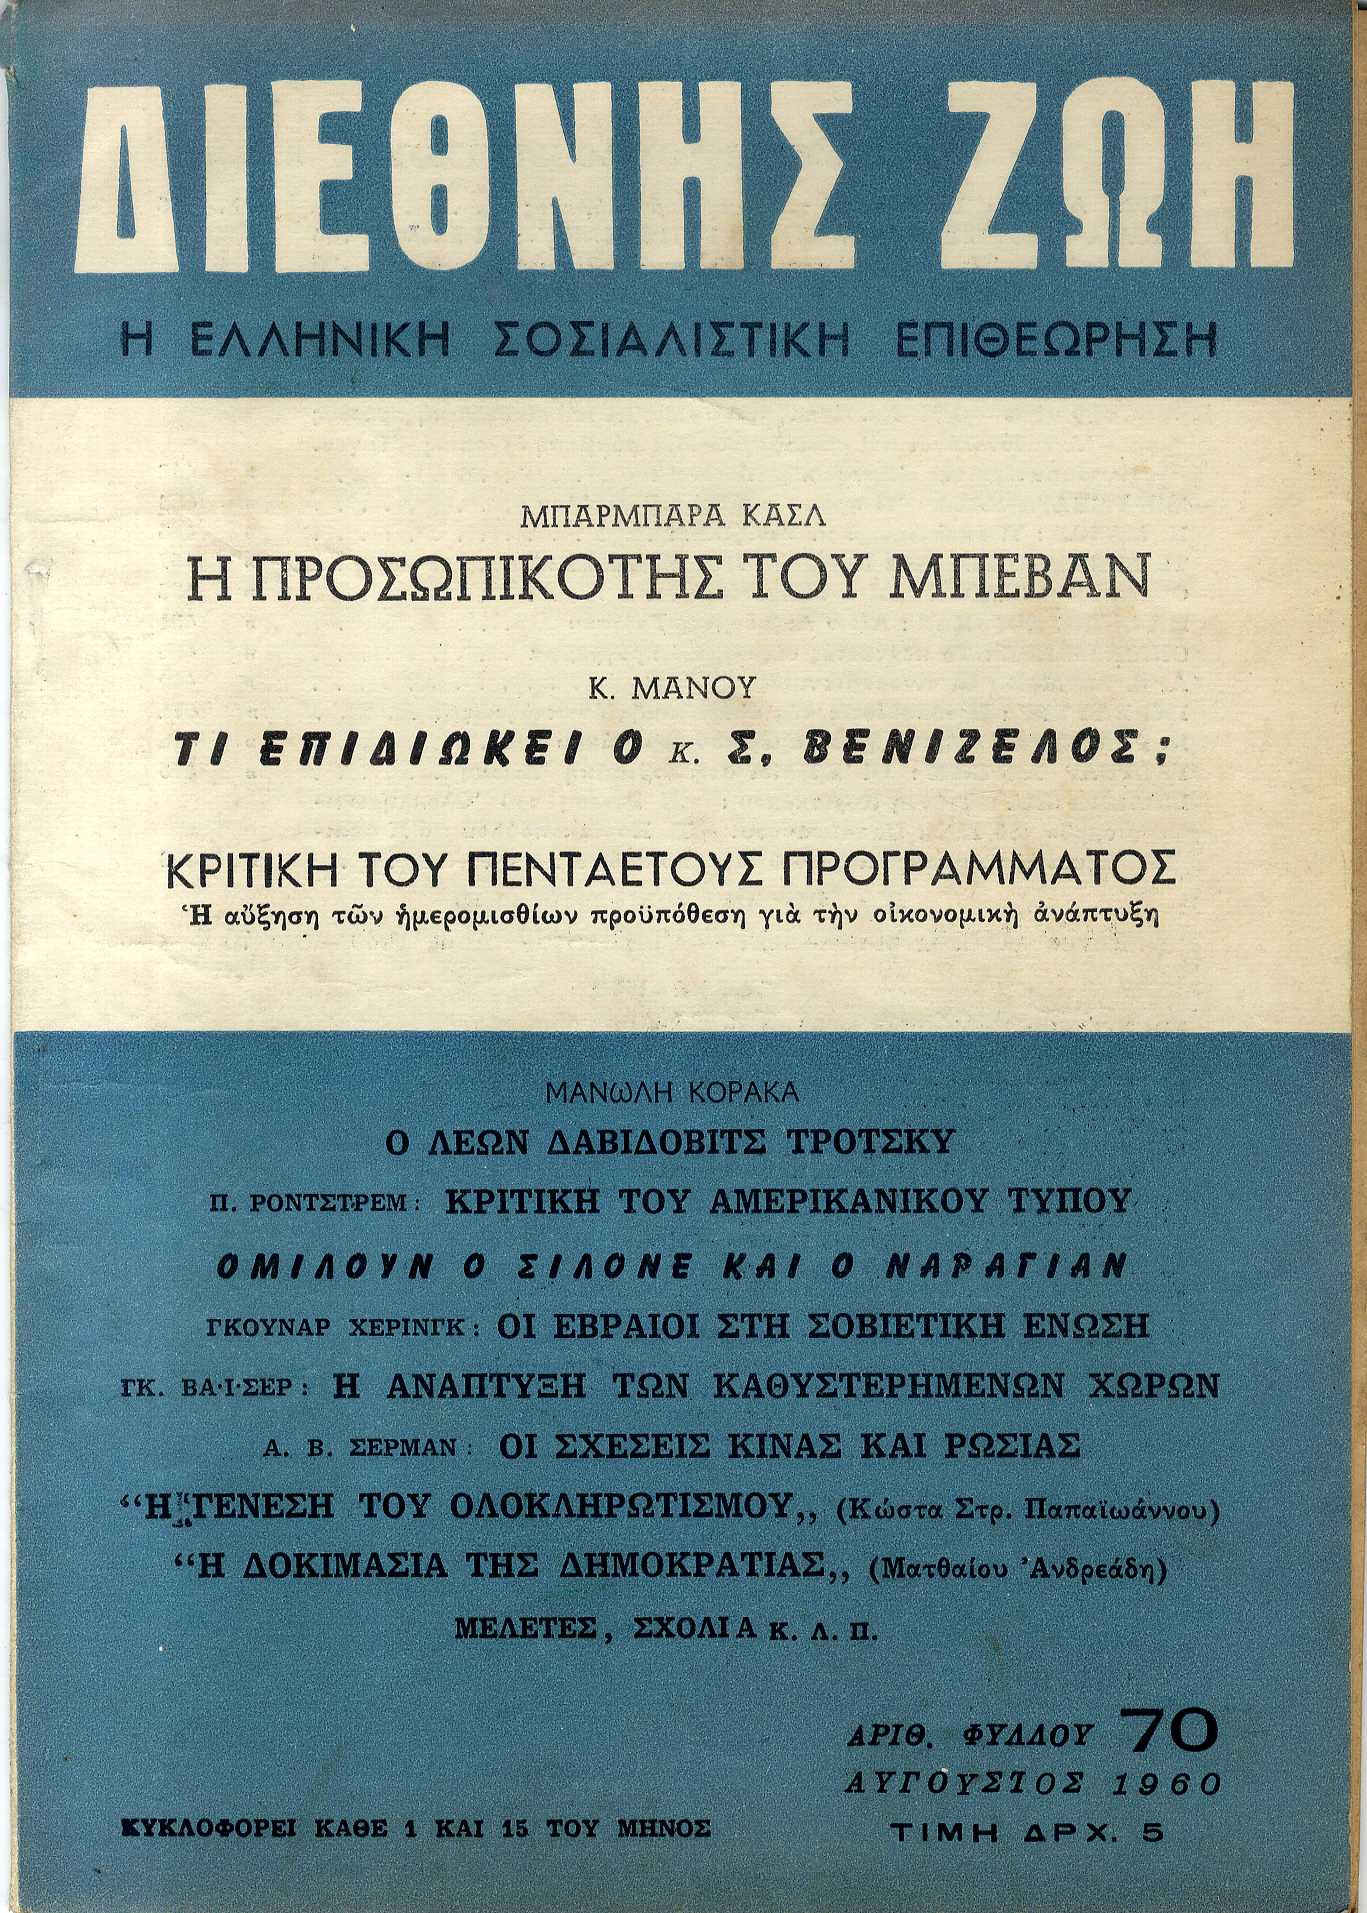 ΔΙΕΘΝΗΣ ΖΩΗ
Η ΕΛΛΗΝΙΚΗ ΣΟΣΙΑΛΙΣΤΙΚΗ ΕΠΙΘΕΩΡΗΣΗ
ΜΠΑΡΜΠΑΡΑ ΚΑΣΛ
Η ΠΡΟΣΩΠΙΚΟΤΗΣ ΤΟΥ ΜΠΕΒΑΝ
Κ. ΜΑΝΟΥ
ΤΙ ΕΠΙΔΙΩΚΕΙ Ο κ. Σ. ΒΕΝΙΖΕΛΟΣ;
ΚΡΙΤΙΚΗ ΤΟΥ ΠΕΝΤΑΕΤΟΥΣ ΠΡΟΓΡΑΜΜΑΤΟΣ
Ἡ αὔξηση τῶν ἡμερομισθίων προϋπόθεση γιὰ τὴν οἰκονομικὴ ἀνάπτυξη
ΜΑΝΩΛΗ ΚΟΡΑΚΑ
Ο ΛΕΩΝ ΔΑΒΙΔΟΒΙΤΣ ΤΡΟΤΣΚΥ
Π. ΡΟΝΤΣΤΡΕΜ: ΚΡΙΤΙΚΗ ΤΟΥ ΑΜΕΡΙΚΑΝΙΚΟΥ ΤΥΠΟΥ
ΟΜΙΛΟΥΝ Ο ΣΙΛΟΝΕ ΚΑΙ Ο ΝΑΡΑΓΙΑΝ
ΓΚΟΥΝΑΡ ΧΕΡΙΝΓΚ: ΟΙ ΕΒΡΑΙΟΙ ΣΤΗ ΣΟΒΙΕΤΙΚΗ ΕΝΩΣΗ
ΓΚ. ΒΑ·Ι·ΣΕΡ: Η ΑΝΑΠΤΥΞΗ ΤΩΝ ΚΑΘΥΣΤΕΡΗΜΕΝΩΝ ΧΩΡΩΝ
Α. Β. ΣΕΡΜΑΝ: ΟΙ ΣΧΕΣΕΙΣ ΚΙΝΑΣ ΚΑΙ ΡΩΣΙΑΣ
“Η ΓΕΝΕΣΗ ΤΟΥ ΟΛΟΚΛΗΡΩΤΙΣΜΟΥ,, (Κώστα Στρ. Παπαϊωάννου)
“Η ΔΟΚΙΜΑΣΙΑ ΤΗΣ ΔΗΜΟΚΡΑΤΙΑΣ,, (Ματθαίου Ἀνδρεάδη)
ΜΕΛΕΤΕΣ, ΣΧΟΛΙΑ Κ. Λ. Π.
ΑΡΙΘ. ΦΥΛΛΟΥ 70
ΑΥΓΟΥΣΤΟΣ 1960
ΚΥΚΛΟΦΟΡΕΙ ΚΑΘΕ 1 ΚΑΙ 15 ΤΟΥ ΜΗΝΟΣ
ΤΙΜΗ ΔΡΧ. 5